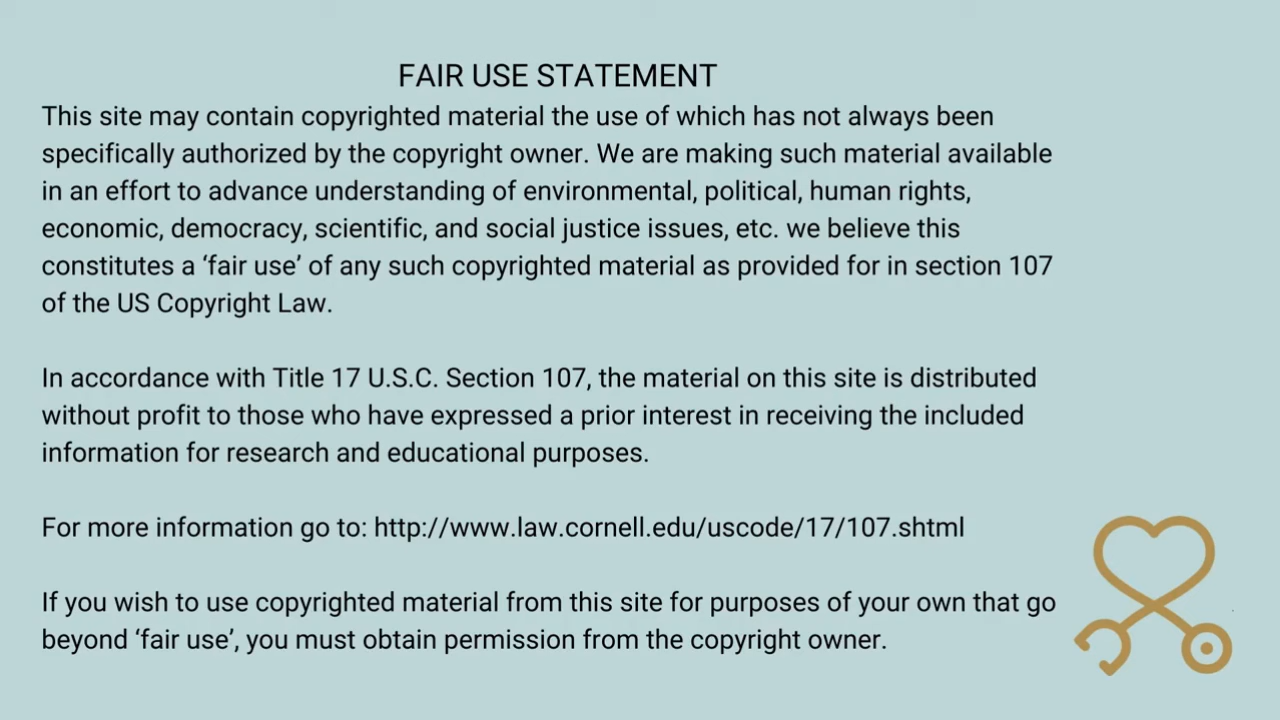 FAIR USE STATEMENT
This site may contain copyrighted material the use of which has not always been
specifically authorized by the copyright owner. We are making such material available
in an effort to advance understanding of environmental, political, human rights,
economic, democracy, scientific, and social justice issues, etc. we believe this
constitutes a ‘fair use’ of any such copyrighted material as provided for in section 107
of the US Copyright Law.
In accordance with Title 17 U.S.C. Section 107, the material on this site is distributed
without profit to those who have expressed a prior interest in receiving the included
information for research and educational purposes.
For more information go to: http://www.law.cornell.edu/uscode/17/107.shtml
If you wish to use copyrighted material from this site for purposes of your own that go
beyond ‘fair use’, you must obtain permission from the copyright owner.